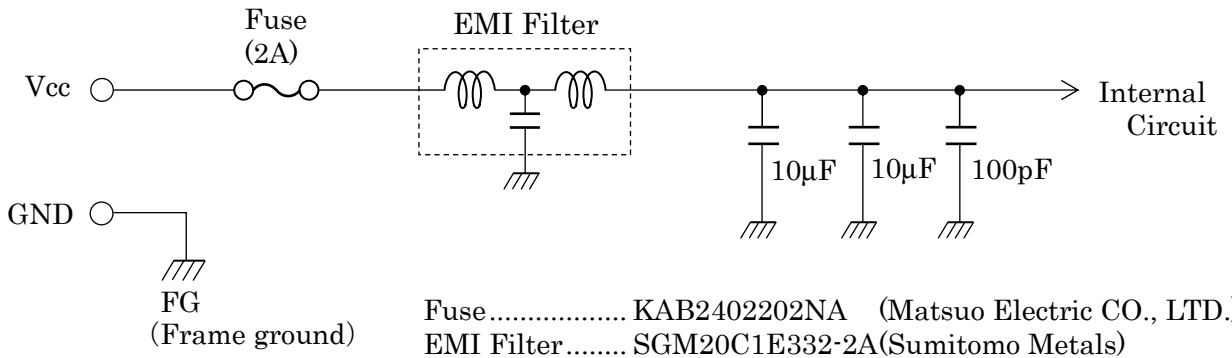 Fuse
(2A)
EMI Filter
Vcc
Internal
Circuit
10µF
10µF
100pF
GND
FG
(Frame ground)
Fuse.................. KAB2402202NA (Matsuo Electric CO., LTD.
EMI Filter........ SGM20C1E332-2A(Sumitomo Metals)